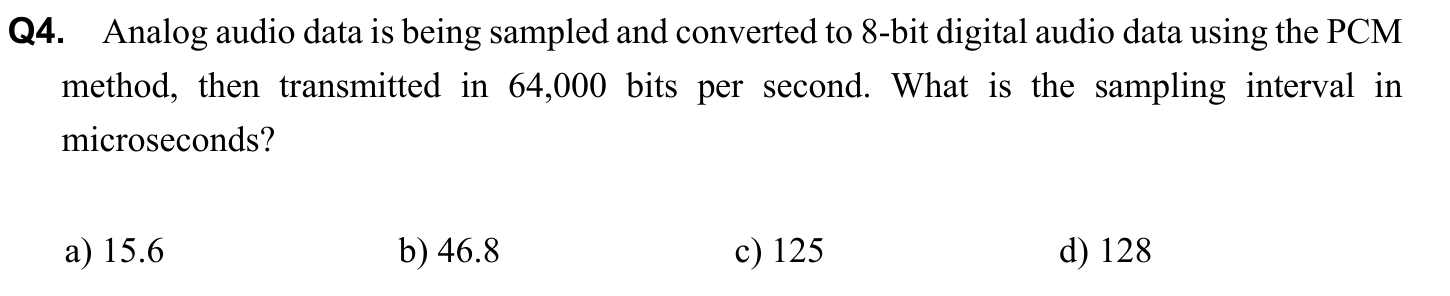 Q4. Analog audio data is being sampled and converted to 8-bit digital audio data using the PCM
method, then transmitted in 64,000 bits per second. What is the sampling interval in
microseconds?
a) 15.6 b) 46.8 c) 125 d) 128